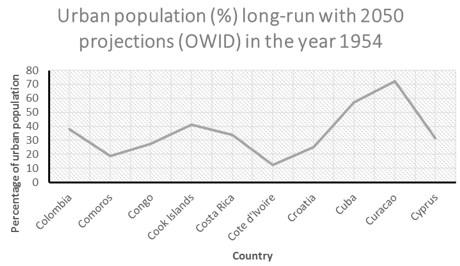 Urban population (%) long-run with 2050
projections (OWID) in the year 1954
Percentage of urban population
80
70
60
50
40
30
20
10
0
Colombia
Comoros
Congo
Cook Islands
Costa Rica
Cote d'Ivoire
Croatia
Cuba
Curacao
Cyprus
Country